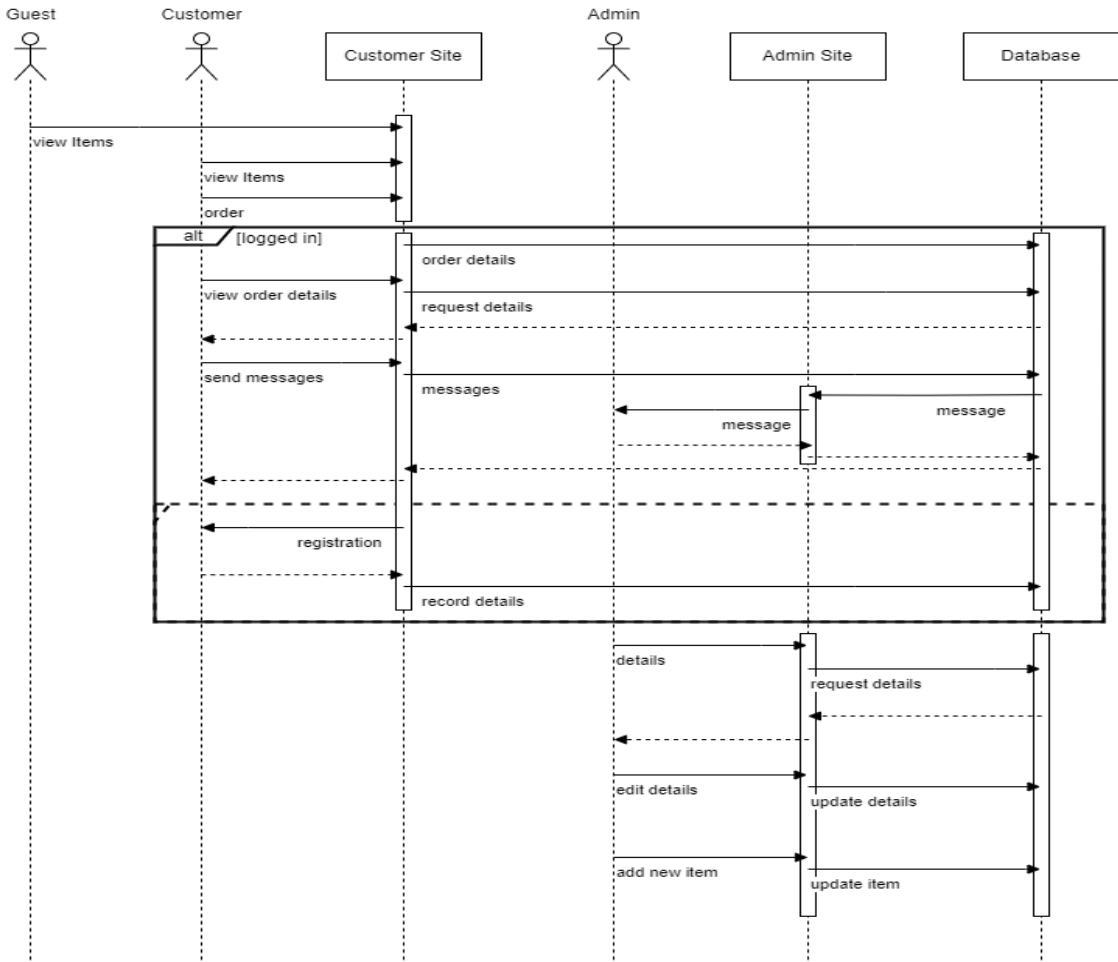 Guest
Customer
Admin
Customer Site
Admin Site
Database
view Items
view Items
order
alt
[logged in]
order details
view order details
request details
send messages
messages
message
message
registration
record details
details
request details
edit details
update details
add new item
update item